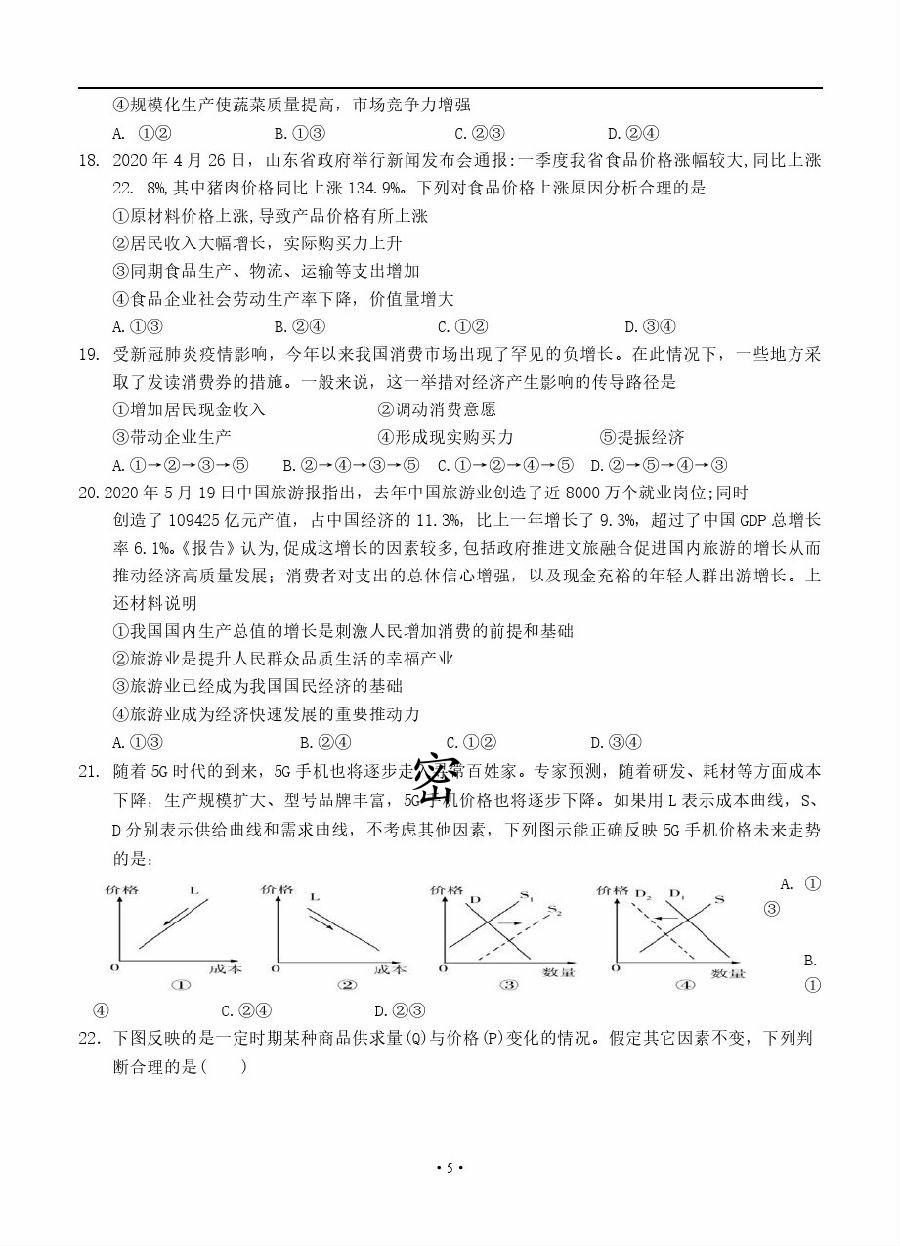 ④规模化生产使蔬菜质量提高，市场竞争力增强
A. ①② B.①③ C.②③ D.②④
18. 2020 年 4 月 26 日，山东省政府举行新闻发布会通报:一季度我省食品价格涨幅较大,同比上涨
22. 8%,其中猪肉价格同比上涨 134.9%。下列对食品价格上涨原因分析合理的是
①原材料价格上涨,导致产品价格有所上涨
②居民收入大幅增长，实际购买力上升
③同期食品生产、物流、运输等支出增加
④食品企业社会劳动生产率下降，价值量增大
A.①③ B.②④ C.①② D.③④
19. 受新冠肺炎疫情影响，今年以来我国消费市场出现了罕见的负增长。在此情况下，一些地方采
取了发读消费券的措施。一般来说，这一举措对经济产生影响的传导路径是
①增加居民现金收入 ②调动消费意愿
③带动企业生产 ④形成现实购买力 ⑤提振经济
A.①→②→③→⑤ B.②→④→③→⑤ C.①→②→④→⑤ D.②→⑤→④→③
20.2020 年 5 月 19 日中国旅游报指出，去年中国旅游业创造了近 8000 万个就业岗位;同时
创造了 109425 亿元产值，占中国经济的 11.3%，比上一年增长了 9.3%，超过了中国 GDP 总增长
率 6.1%。《报告》认为,促成这增长的因素较多,包括政府推进文旅融合促进国内旅游的增长从而
推动经济高质量发展；消费者对支出的总体信心增强，以及现金充裕的年轻人群出游增长。上
还材料说明
①我国国内生产总值的增长是刺激人民增加消费的前提和基础
②旅游业是提升人民群众品质生活的幸福产业
③旅游业已经成为我国国民经济的基础
④旅游业成为经济快速发展的重要推动力
A.①③ B.②④ C.①② D.③④
21. 随着 5G 时代的到来，5G 手机也将逐步走 密 常百姓家。专家预测，随着研发、耗材等方面成本
下降，生产规模扩大、型号品牌丰富，5G 手机价格也将逐步下降。如果用 L 表示成本曲线，S、
D 分别表示供给曲线和需求曲线，不考虑其他因素，下列图示能正确反映 5G 手机价格未来走势
的是:
A. ①
③
价格 L O 成本 ①
价格 L O 成本 ②
价格 D S₁ S₂ O 数量 ③
价格 D₂ D₁ S O 数量 ④
B.
①
④ C.②④ D.②③
22. 下图反映的是一定时期某种商品供求量(Q)与价格(P)变化的情况。假定其它因素不变，下列判
断合理的是( )
·5·